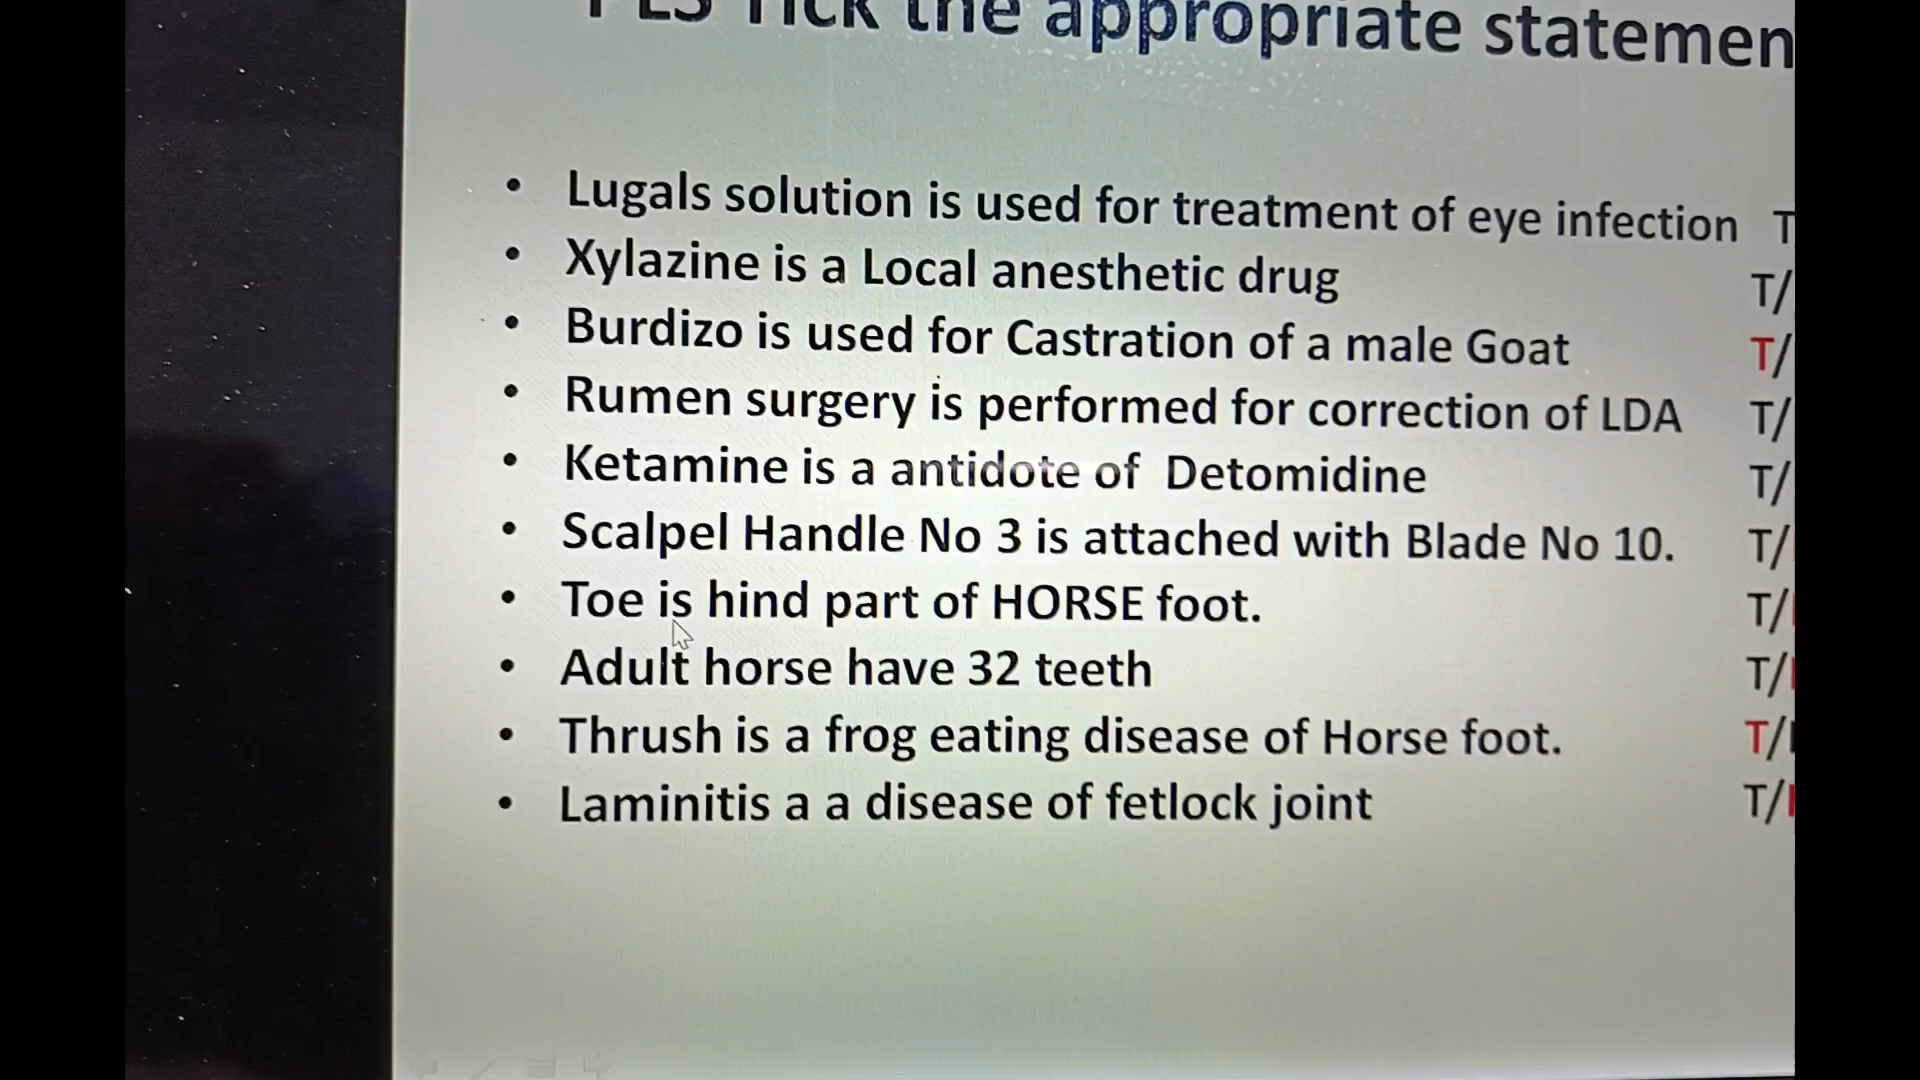 PLS Tick the appropriate statemen
• Lugals solution is used for treatment of eye infection T
• Xylazine is a Local anesthetic drug T/
• Burdizo is used for Castration of a male Goat T/
• Rumen surgery is performed for correction of LDA T/
• Ketamine is a antidote of Detomidine T/
• Scalpel Handle No 3 is attached with Blade No 10. T/
• Toe is hind part of HORSE foot. T/
• Adult horse have 32 teeth T/
• Thrush is a frog eating disease of Horse foot. T/
• Laminitis a a disease of fetlock joint T/